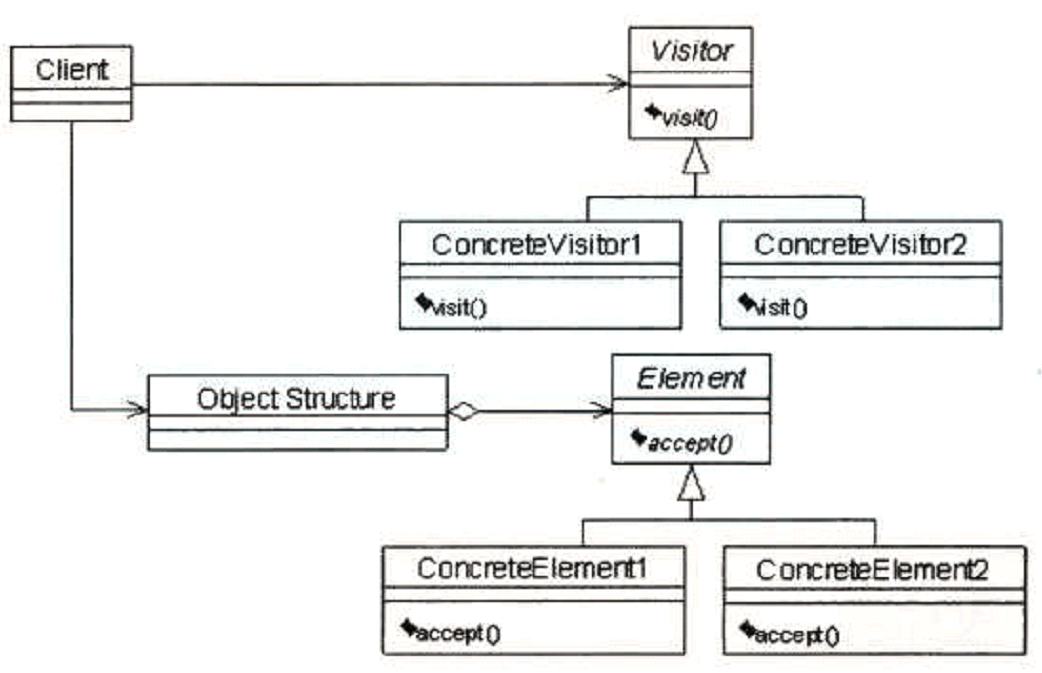 Client
Visitor
visit()
ConcreteVisitor1
visit()
ConcreteVisitor2
visit()
Object Structure
Element
accept()
ConcreteElement1
accept()
ConcreteElement2
accept()